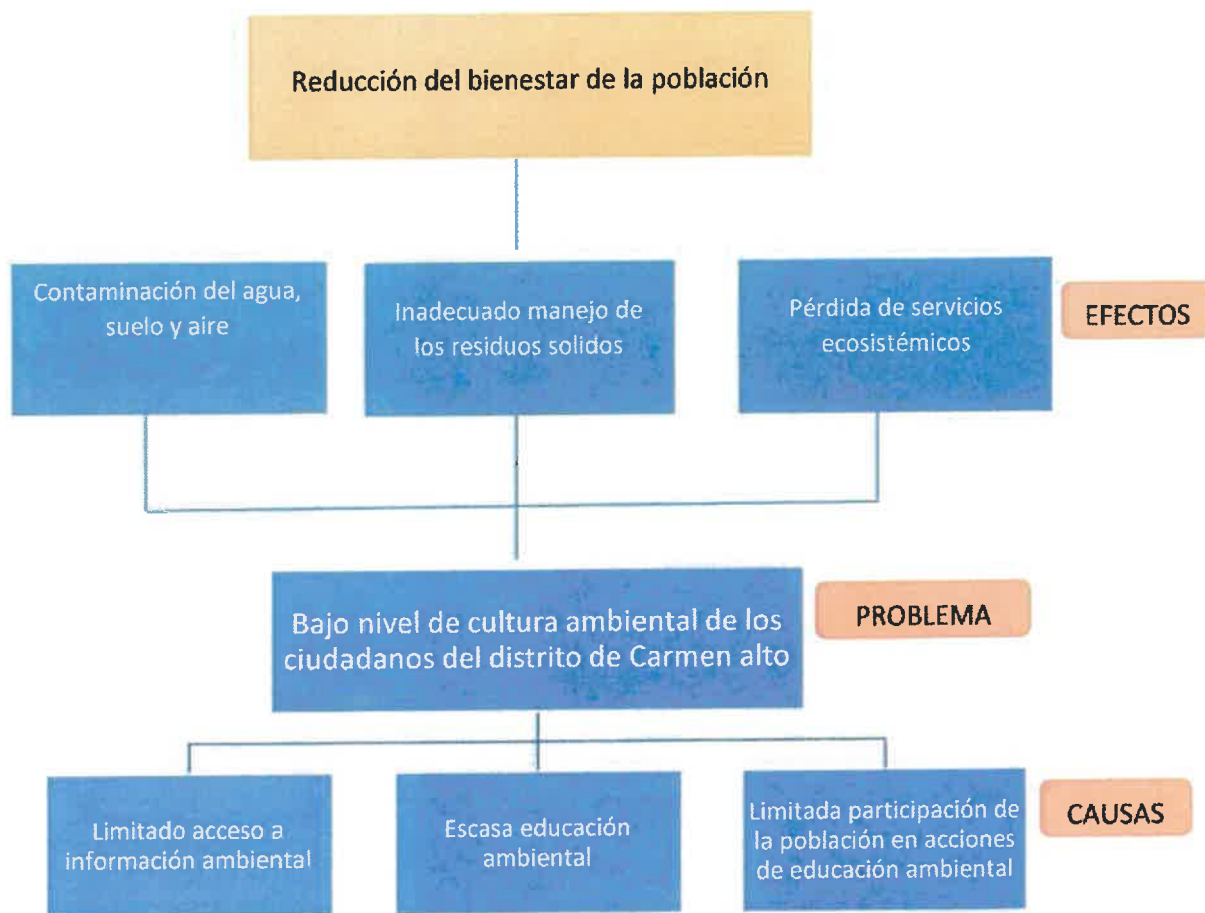 Reducción del bienestar de la población
Contaminación del agua,
suelo y aire
Inadecuado manejo de
los residuos solidos
Pérdida de servicios
ecosistémicos
EFECTOS
Bajo nivel de cultura ambiental de los
ciudadanos del distrito de Carmen alto
PROBLEMA
Limitado acceso a
información ambiental
Escasa educación
ambiental
Limitada participación de
la población en acciones
de educación ambiental
CAUSAS